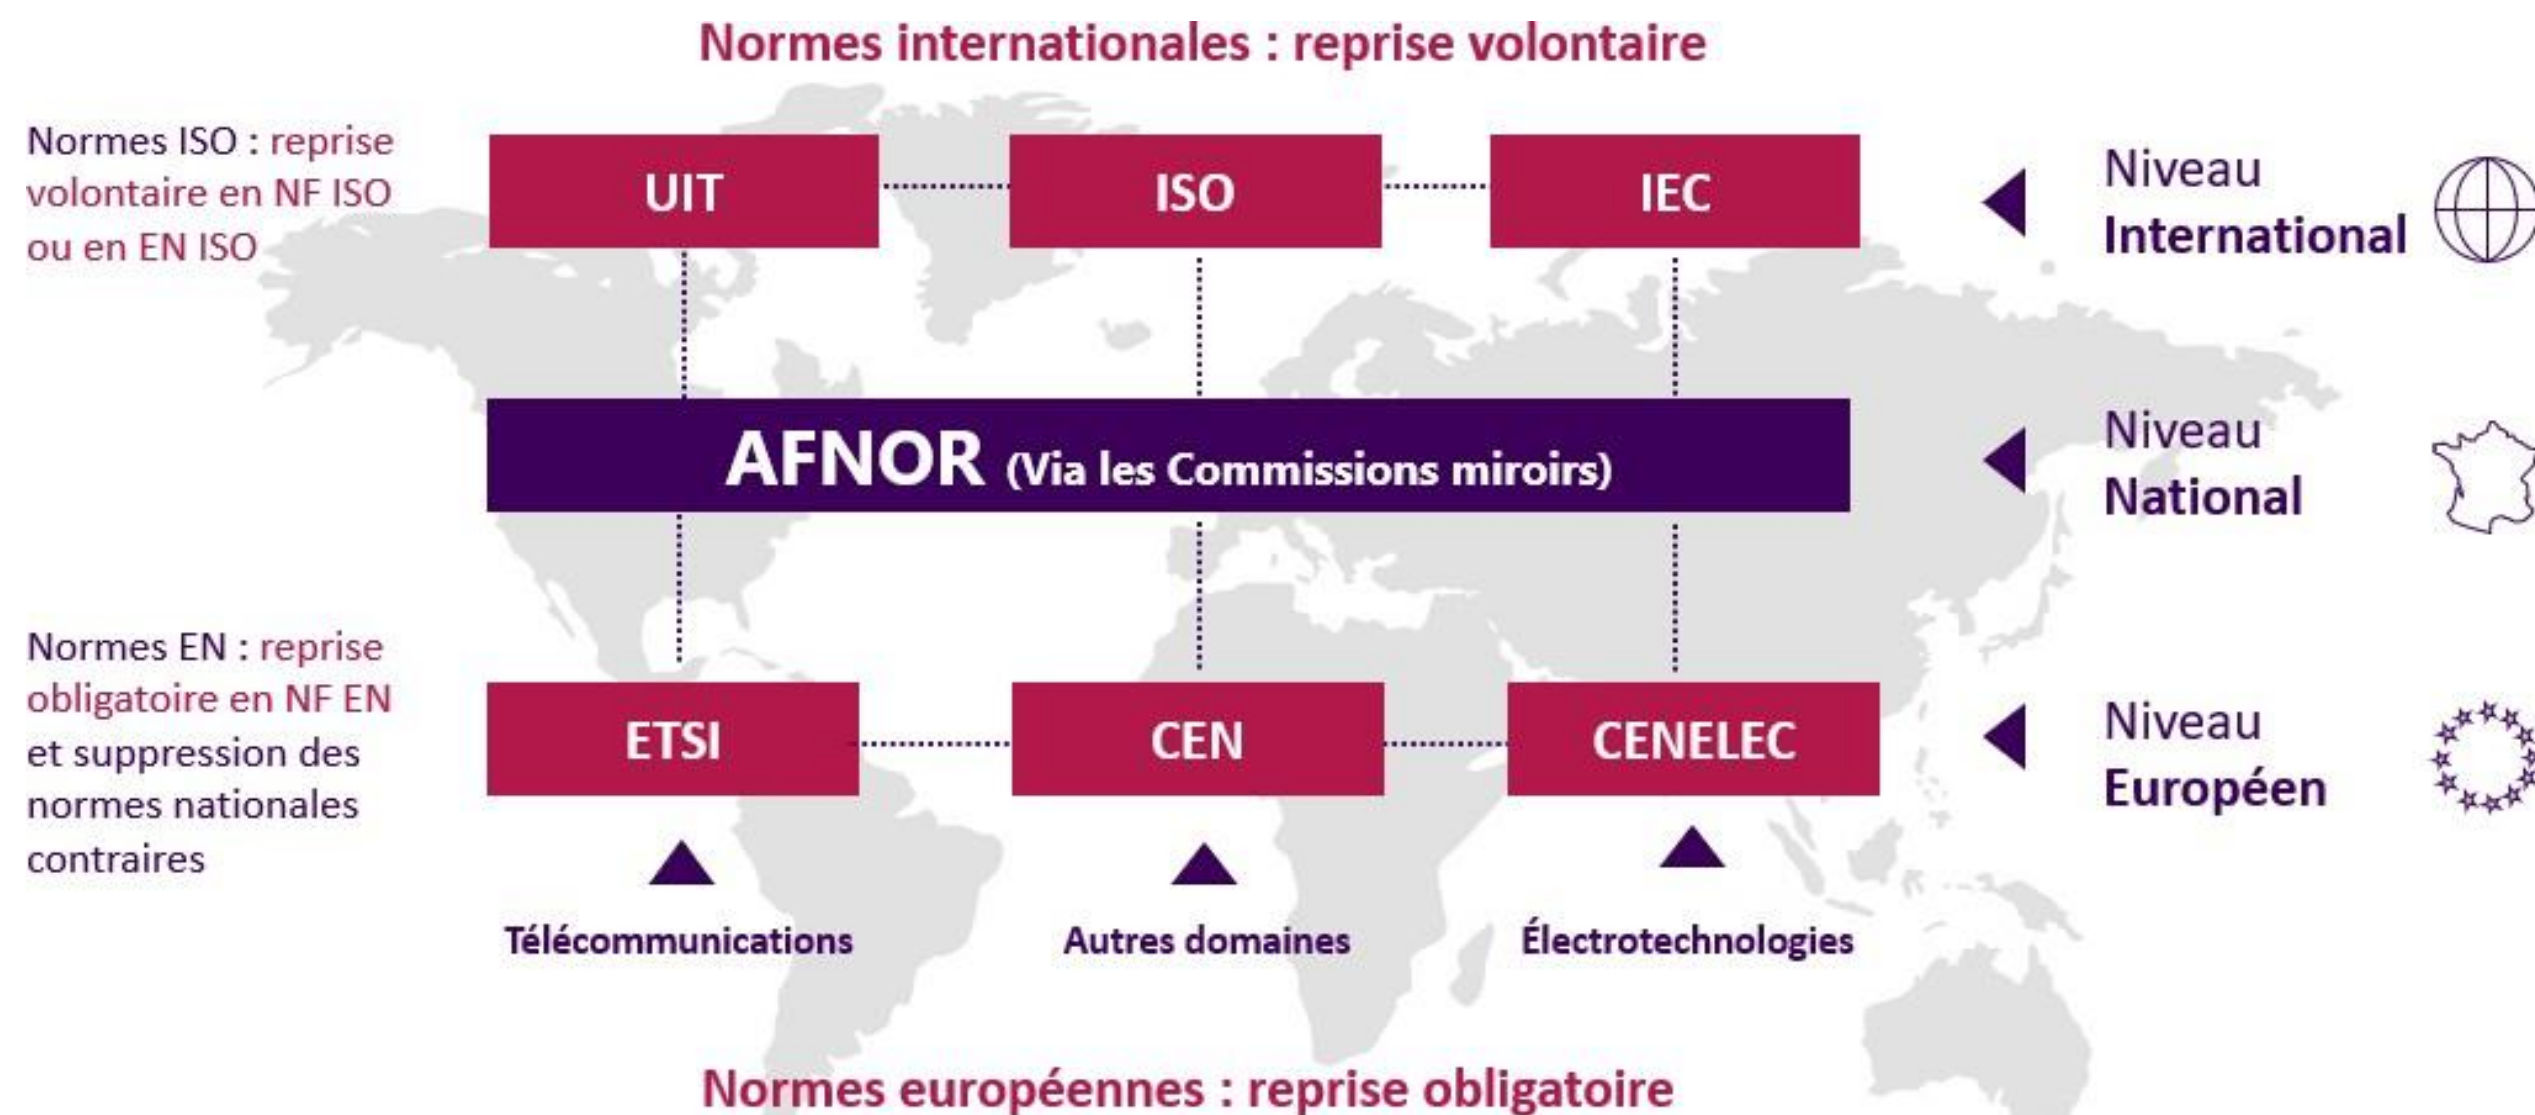 Normes internationales : reprise volontaire
Normes ISO : reprise
volontaire en NF ISO
ou en EN ISO
UIT
ISO
IEC
Niveau
International
AFNOR (Via les Commissions miroirs)
Niveau
National
Normes EN : reprise
obligatoire en NF EN
et suppression des
normes nationales
contraires
ETSI
CEN
CENELEC
Niveau
Européen
Télécommunications
Autres domaines
Électrotechnologies
Normes européennes : reprise obligatoire